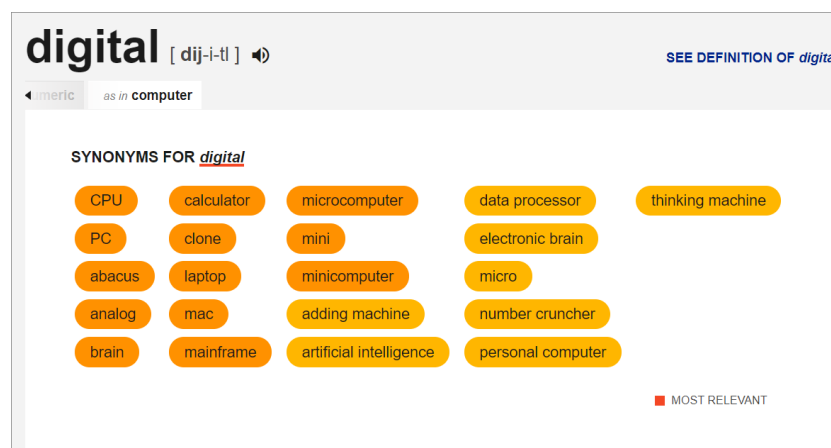 digital [ dij-i-tl ]
SEE DEFINITION OF digita
umeric as in computer
SYNONYMS FOR digital
CPU calculator microcomputer data processor thinking machine
PC clone mini electronic brain
abacus laptop minicomputer micro
analog mac adding machine number cruncher
brain mainframe artificial intelligence personal computer
MOST RELEVANT